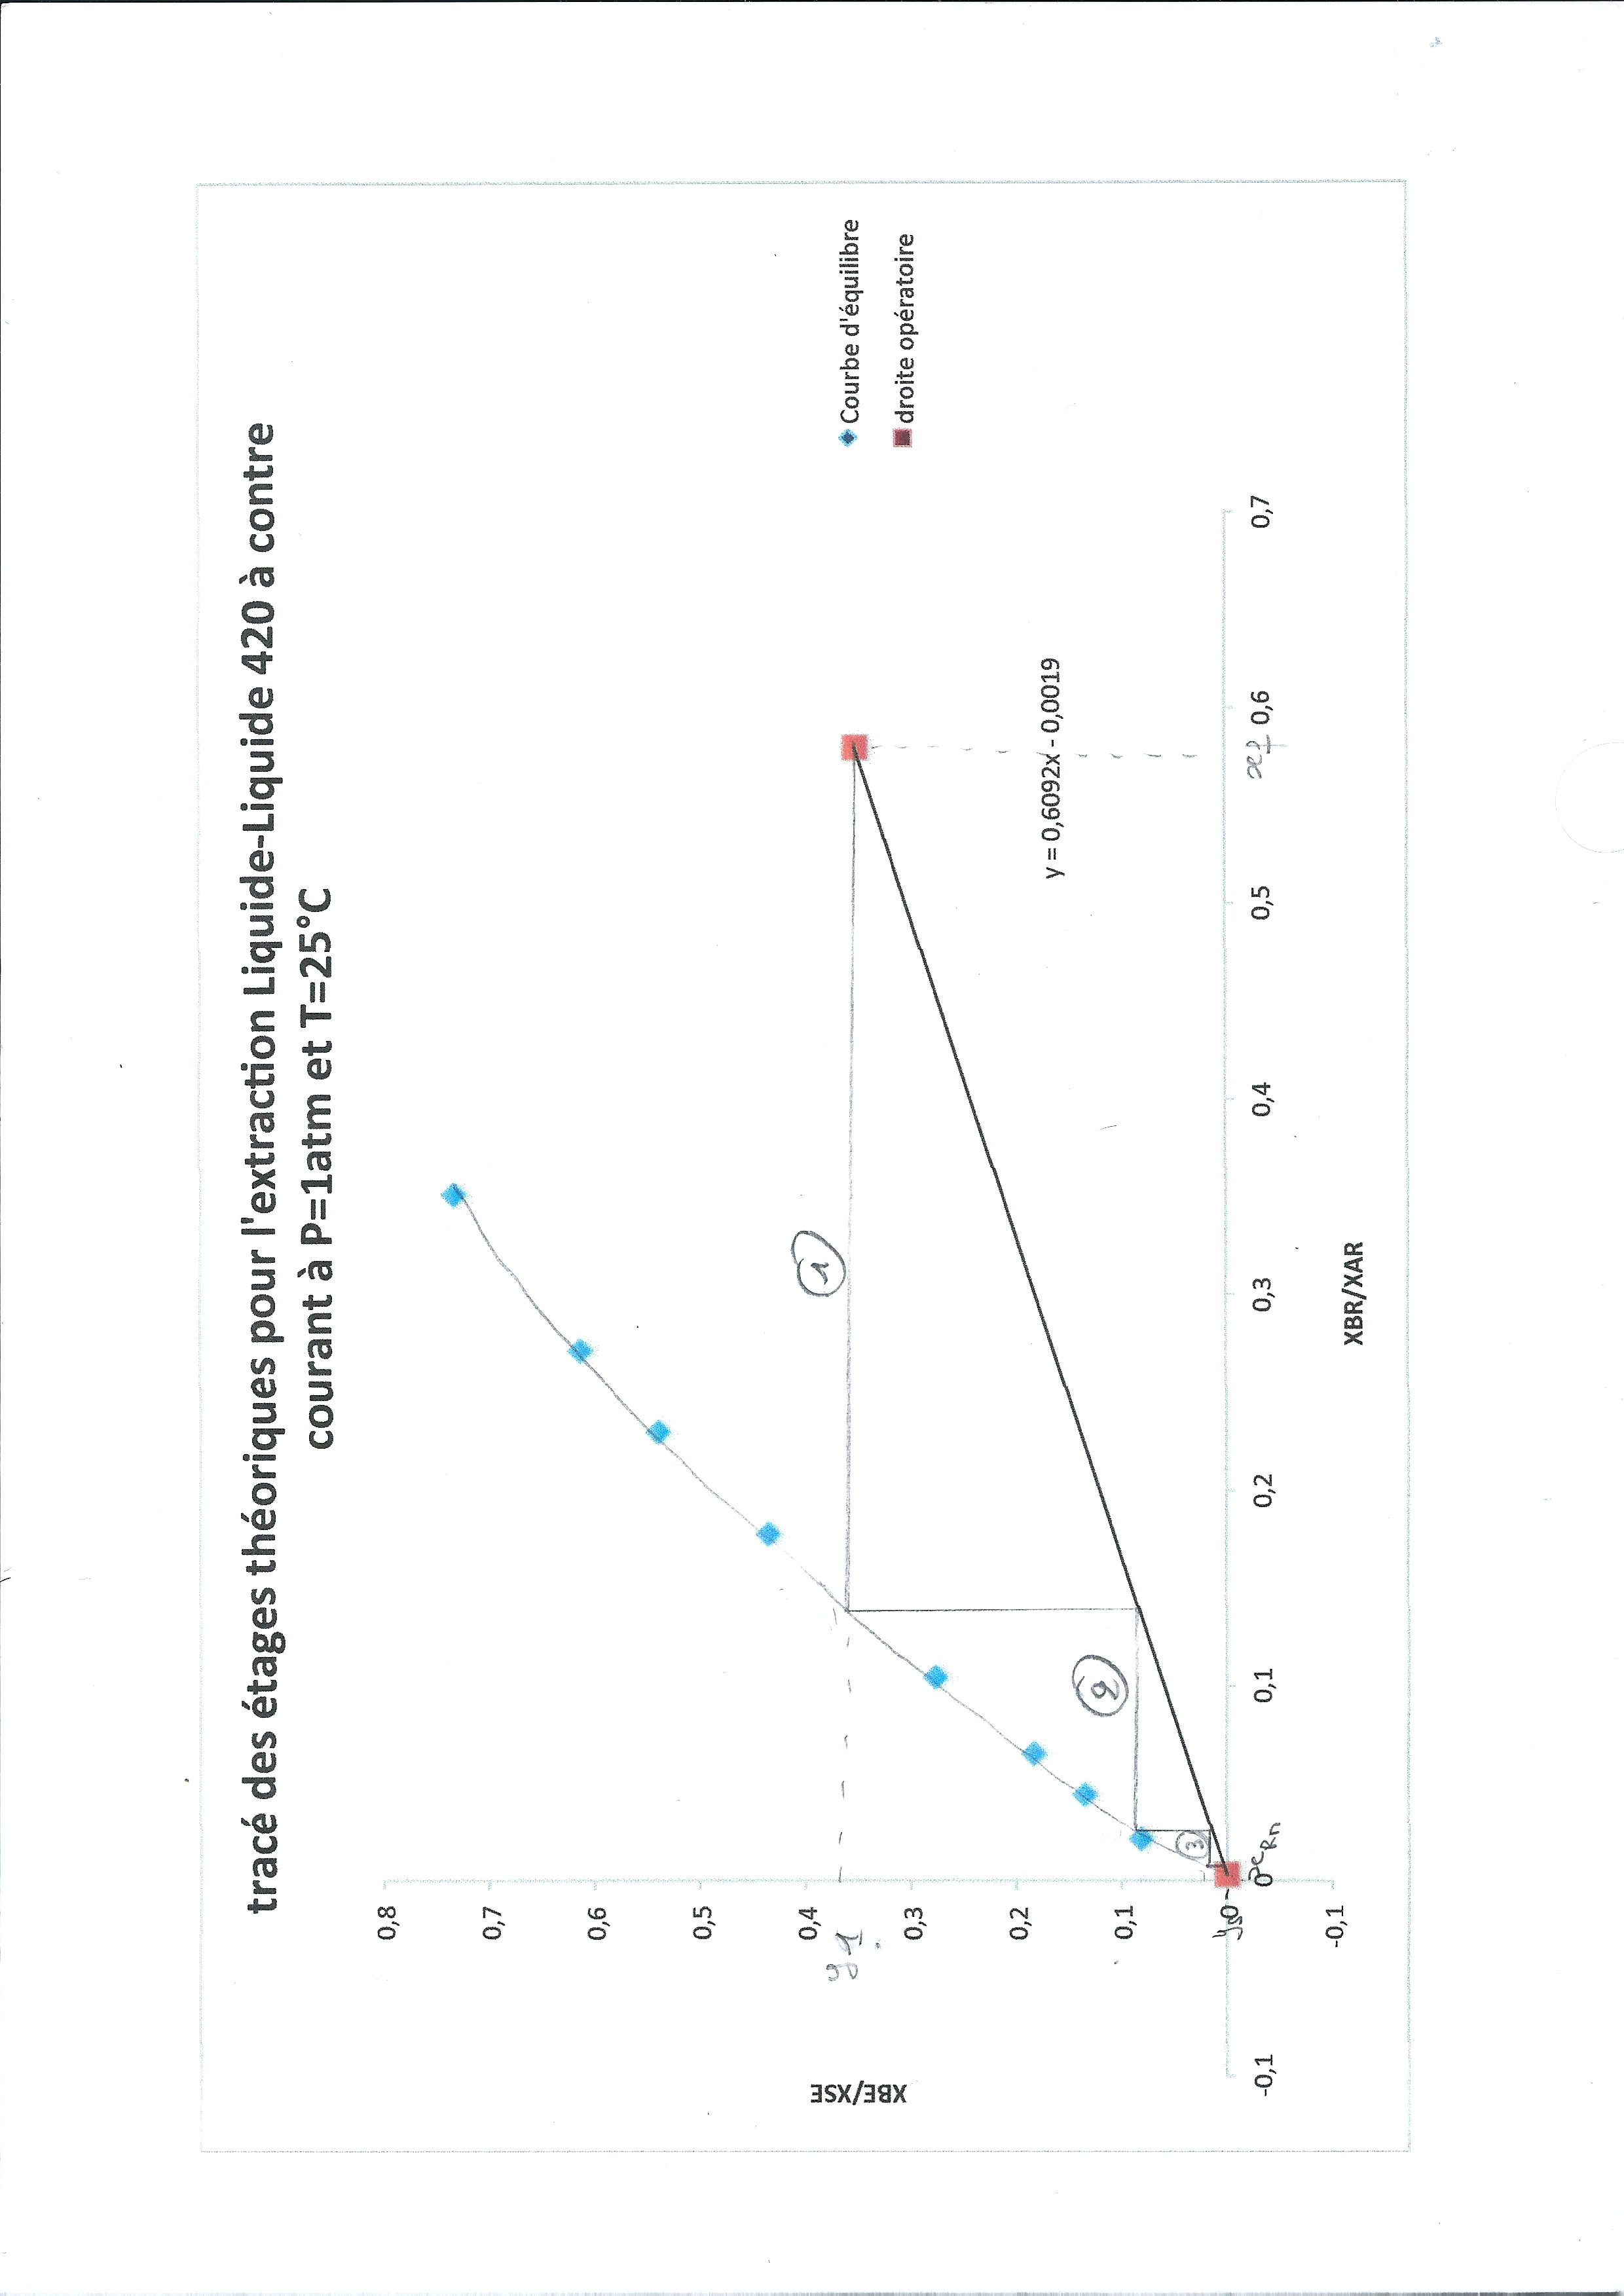 tracé des étages théoriques pour l'extraction Liquide-Liquide 420 à contre
courant à P=1atm et T=25°C
XBE/XSE
0,8
0,7
0,6
0,5
0,4
y1
0,3
0,2
0,1
0
ys
-0,1
1
2
3
y = 0,6092x - 0,0019
Courbe d'équilibre
droite opératoire
-0,1
0
xRn
0,1
0,2
0,3
0,4
0,5
xf
0,6
0,7
XBR/XAR